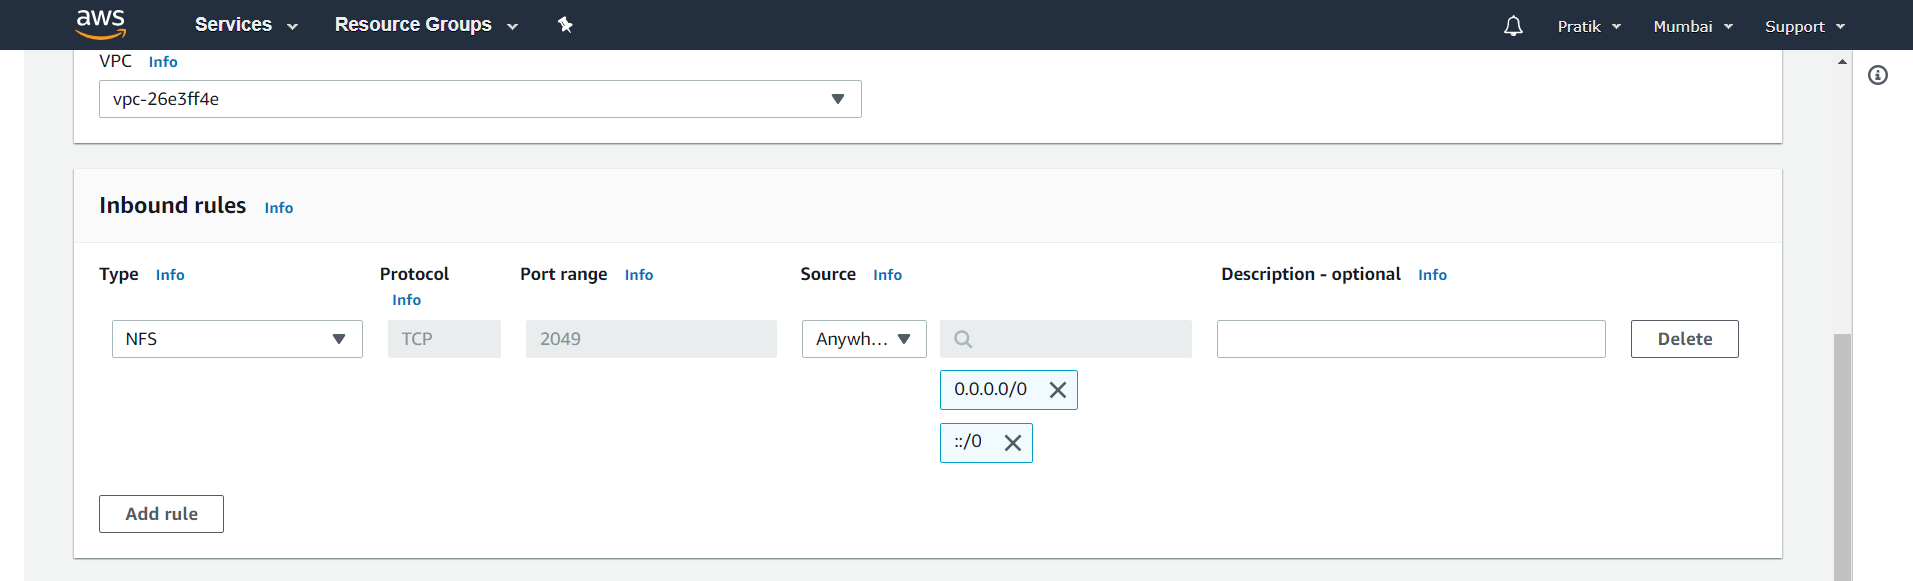 aws Services Resource Groups Pratik Mumbai Support
VPC Info
vpc-26e3ff4e
Inbound rules Info
Type Info Protocol Info Port range Info Source Info Description - optional Info
NFS TCP 2049 Anywh... Delete
0.0.0.0/0
::/0
Add rule